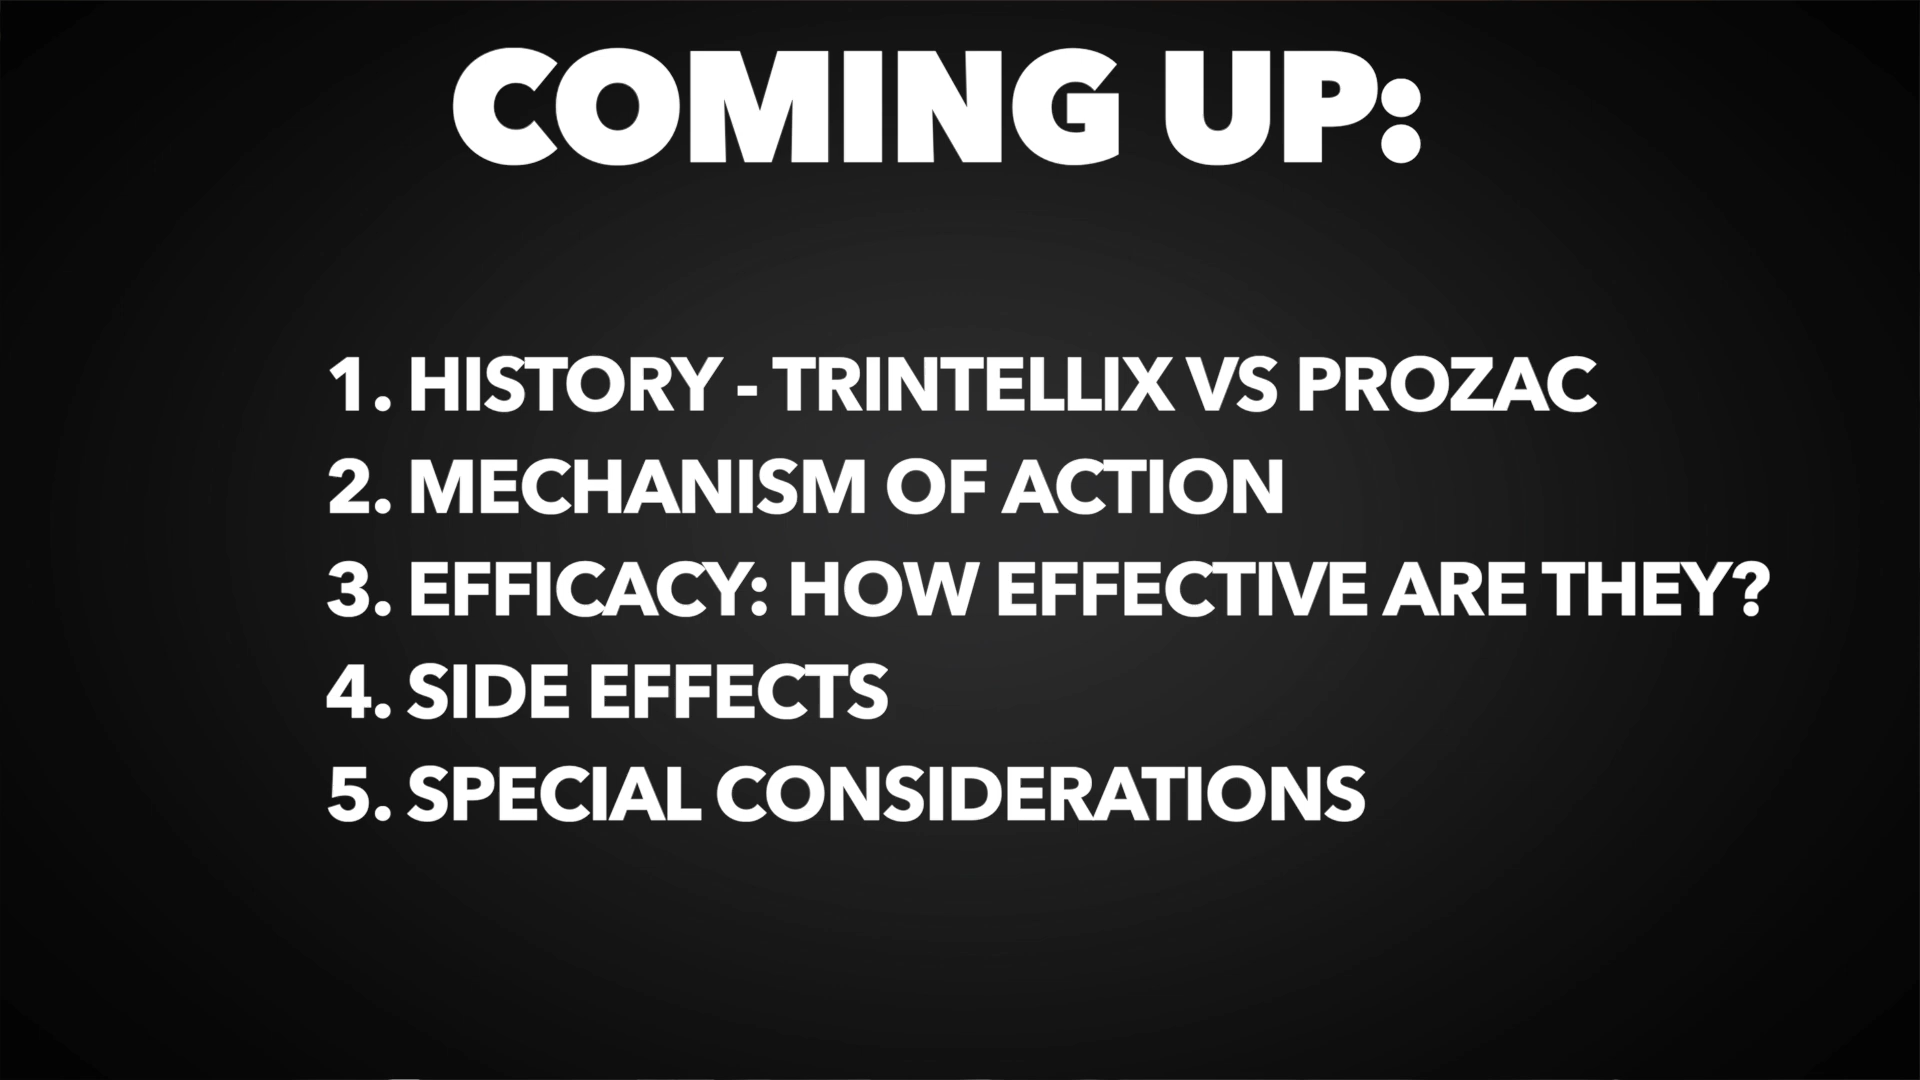 COMING UP:
1. HISTORY - TRINTELLIX VS PROZAC
2. MECHANISM OF ACTION
3. EFFICACY: HOW EFFECTIVE ARE THEY?
4. SIDE EFFECTS
5. SPECIAL CONSIDERATIONS